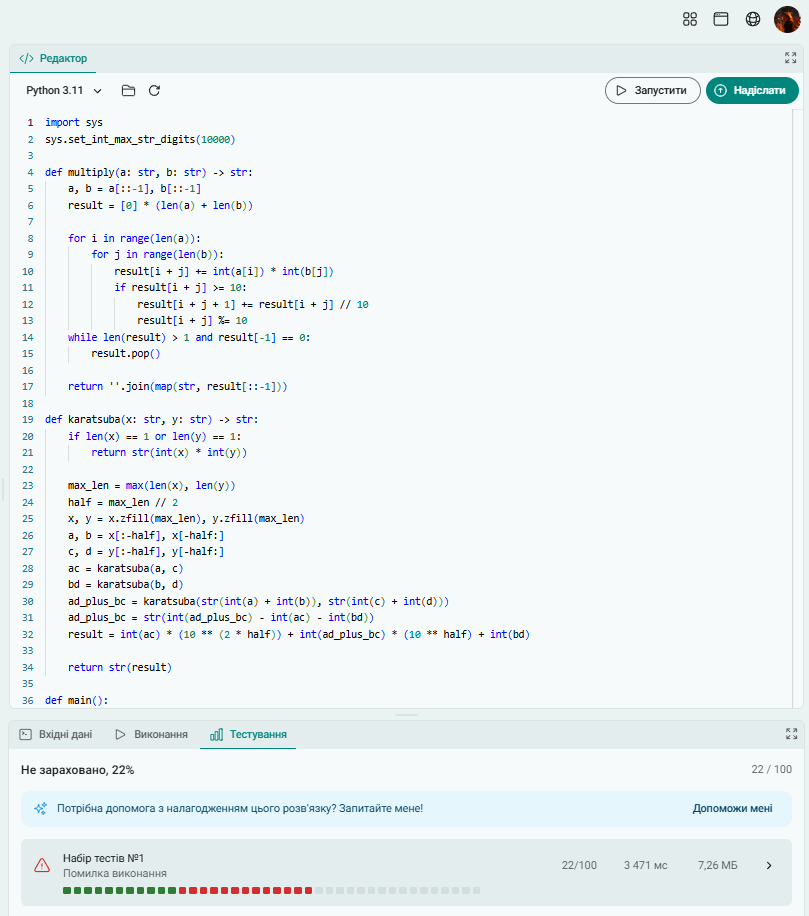 Редактор
Python 3.11
Запустити
Надіслати
1 import sys
2 sys.set_int_max_str_digits(10000)
3
4 def multiply(a: str, b: str) -> str:
5     a, b = a[::-1], b[::-1]
6     result = [0] * (len(a) + len(b))
7
8     for i in range(len(a)):
9         for j in range(len(b)):
10             result[i + j] += int(a[i]) * int(b[j])
11             if result[i + j] >= 10:
12                 result[i + j + 1] += result[i + j] // 10
13                 result[i + j] %= 10
14     while len(result) > 1 and result[-1] == 0:
15         result.pop()
16
17     return ''.join(map(str, result[::-1]))
18
19 def karatsuba(x: str, y: str) -> str:
20     if len(x) == 1 or len(y) == 1:
21         return str(int(x) * int(y))
22
23     max_len = max(len(x), len(y))
24     half = max_len // 2
25     x, y = x.zfill(max_len), y.zfill(max_len)
26     a, b = x[:-half], x[-half:]
27     c, d = y[:-half], y[-half:]
28     ac = karatsuba(a, c)
29     bd = karatsuba(b, d)
30     ad_plus_bc = karatsuba(str(int(a) + int(b)), str(int(c) + int(d)))
31     ad_plus_bc = str(int(ad_plus_bc) - int(ac) - int(bd))
32     result = int(ac) * (10 ** (2 * half)) + int(ad_plus_bc) * (10 ** half) + int(bd)
33
34     return str(result)
35
36 def main():
Вхідні дані
Виконання
Тестування
Не зараховано, 22%
22 / 100
Потрібна допомога з налагодженням цього розв'язку? Запитайте мене!
Допоможи мені
Набір тестів №1
22/100
3 471 мс
7,26 МБ
Помилка виконання